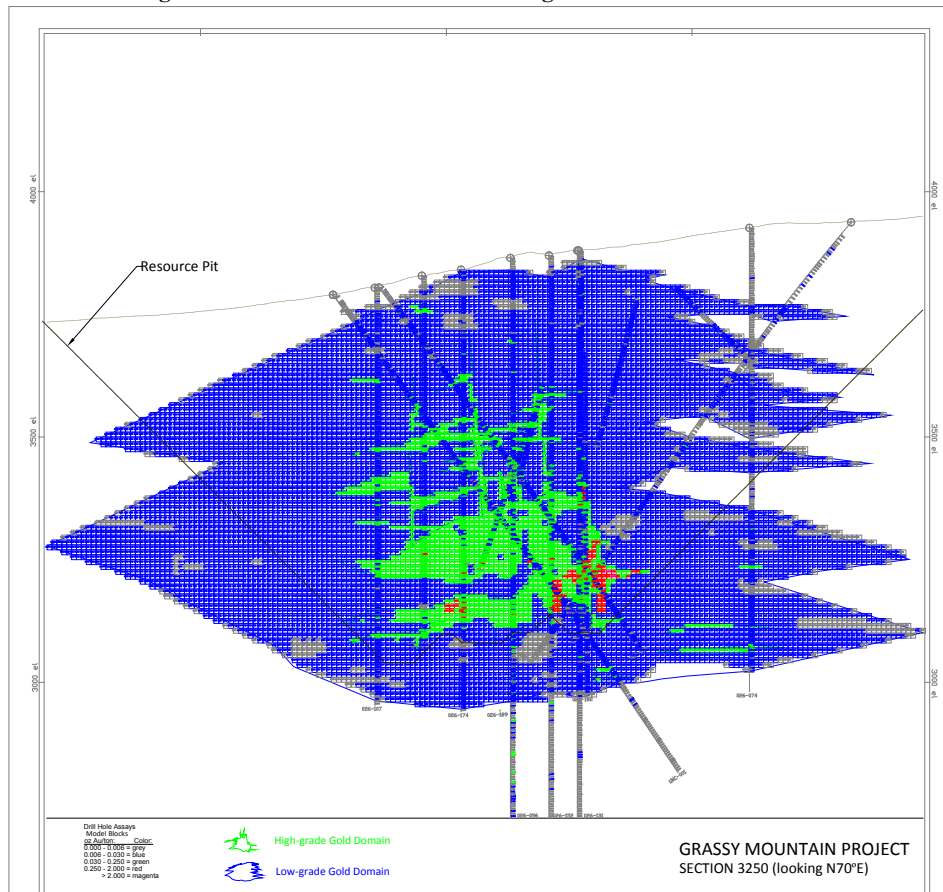 4000 el
4000 el
Resource Pit
3500 el
3500 el
3000 el
3000 el
026-074
Drill Hole Assays
Model Blocks
oz Au/ton: Color:
0.000 - 0.006 = grey
0.006 - 0.030 = blue
0.030 - 0.250 = green
0.250 - 2.000 = red
> 2.000 = magenta
High-grade Gold Domain
Low-grade Gold Domain
GRASSY MOUNTAIN PROJECT
SECTION 3250 (looking N70°E)